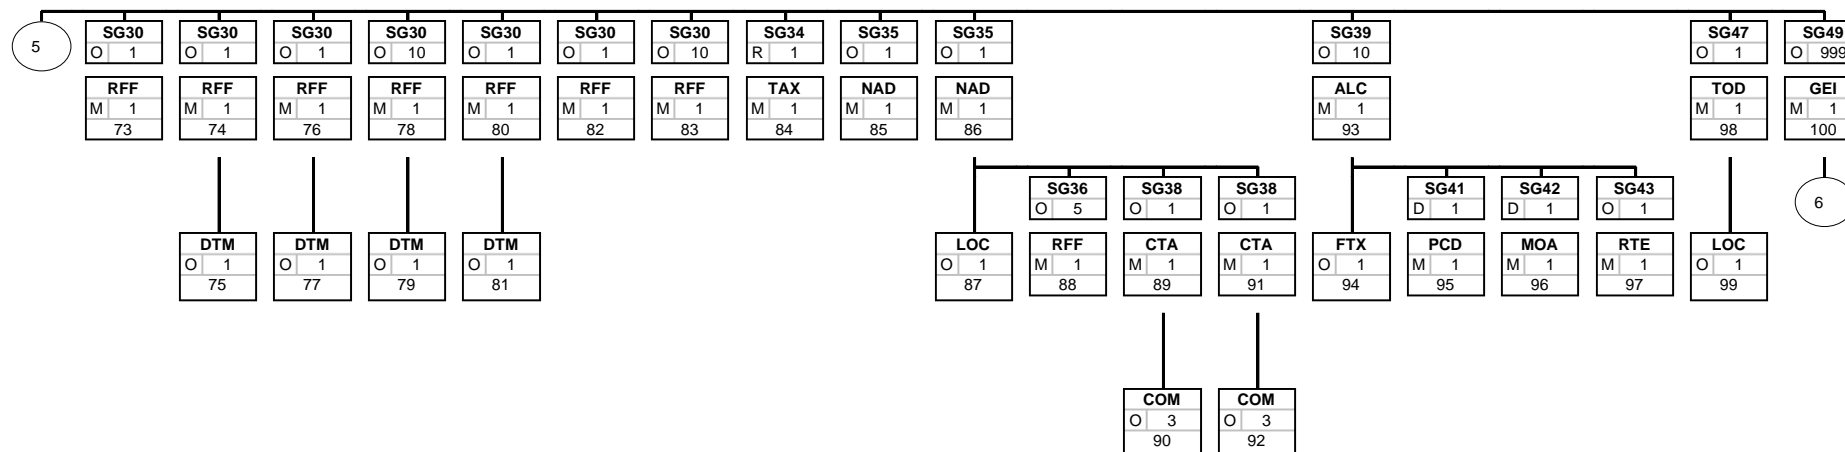 5
SG30 SG30 SG30 SG30 SG30 SG30 SG30 SG34 SG35 SG35 SG39 SG47 SG49
O 1 O 1 O 1 O 10 O 1 O 1 O 10 R 1 O 1 O 1 O 10 O 1 O 999
RFF RFF RFF RFF RFF RFF RFF TAX NAD NAD ALC TOD GEI
M 1 M 1 M 1 M 1 M 1 M 1 M 1 M 1 M 1 M 1 M 1 M 1 M 1
73 74 76 78 80 82 83 84 85 86 93 98 100
SG36 SG38 SG38 SG41 SG42 SG43
O 5 O 1 O 1 D 1 D 1 O 1
6
DTM DTM DTM DTM LOC RFF CTA CTA FTX PCD MOA RTE LOC
O 1 O 1 O 1 O 1 O 1 M 1 M 1 M 1 O 1 M 1 M 1 M 1 O 1
75 77 79 81 87 88 89 91 94 95 96 97 99
COM COM
O 3 O 3
90 92